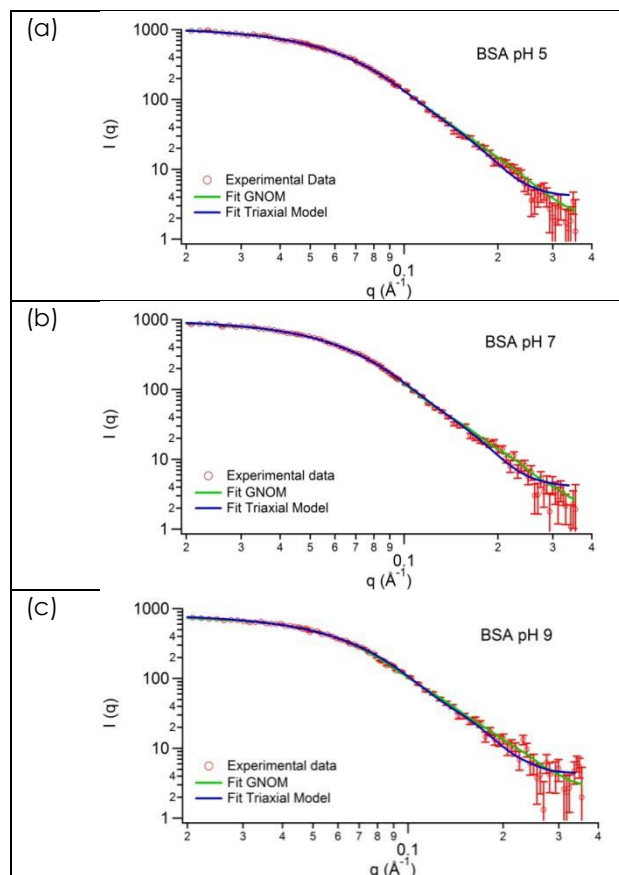 (a)
BSA pH 5
I (q)
1000
4
2
100
4
2
10
4
2
1
Experimental Data
Fit GNOM
Fit Triaxial Model
2 3 4 5 6 7 8 9 0.1 2 3 4
q (Å-1)
(b)
BSA pH 7
I (q)
1000
4
2
100
4
2
10
4
2
1
Experimental data
Fit GNOM
Fit Triaxial Model
2 3 4 5 6 7 8 9 0.1 2 3 4
q (Å-1)
(c)
BSA pH 9
I (q)
1000
4
2
100
4
2
10
4
2
1
Experimental data
Fit GNOM
Fit Triaxial Model
2 3 4 5 6 7 8 9 0.1 2 3 4
q (Å-1)